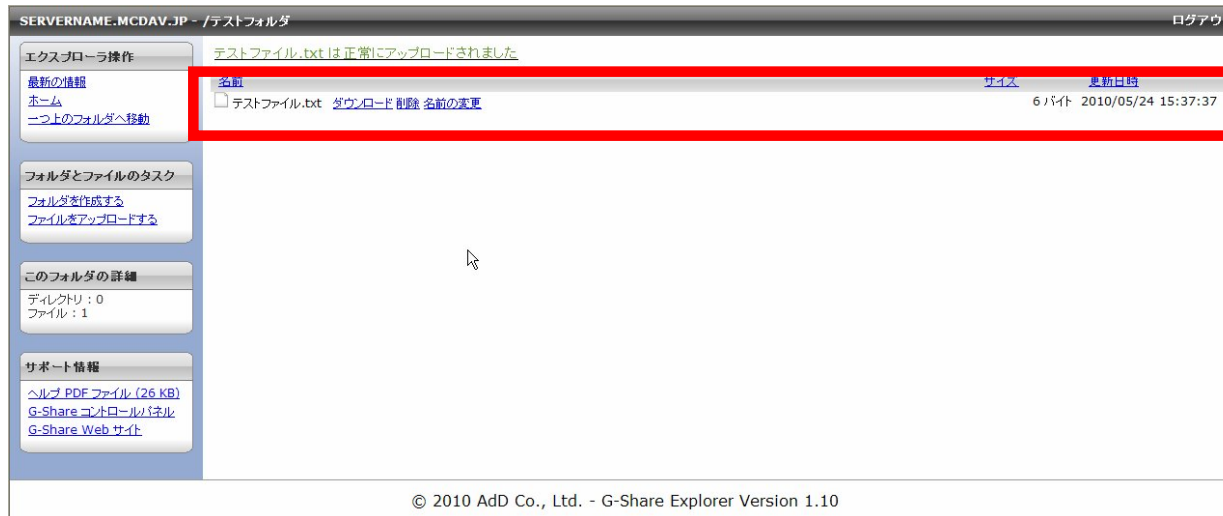 SERVERNAME.MCDAV.JP - /テストフォルダ
ログアウ
エクスプローラ操作
最新の情報
ホーム
一つ上のフォルダへ移動
フォルダとファイルのタスク
フォルダを作成する
ファイルをアップロードする
このフォルダの詳細
ディレクトリ : 0
ファイル : 1
サポート情報
ヘルプ PDF ファイル (26 KB)
G-Share コントロールパネル
G-Share Web サイト
テストファイル.txt は正常にアップロードされました
名前 サイズ 更新日時
テストファイル.txt ダウンロード 削除 名前の変更 6 バイト 2010/05/24 15:37:37
© 2010 AdD Co., Ltd. - G-Share Explorer Version 1.10